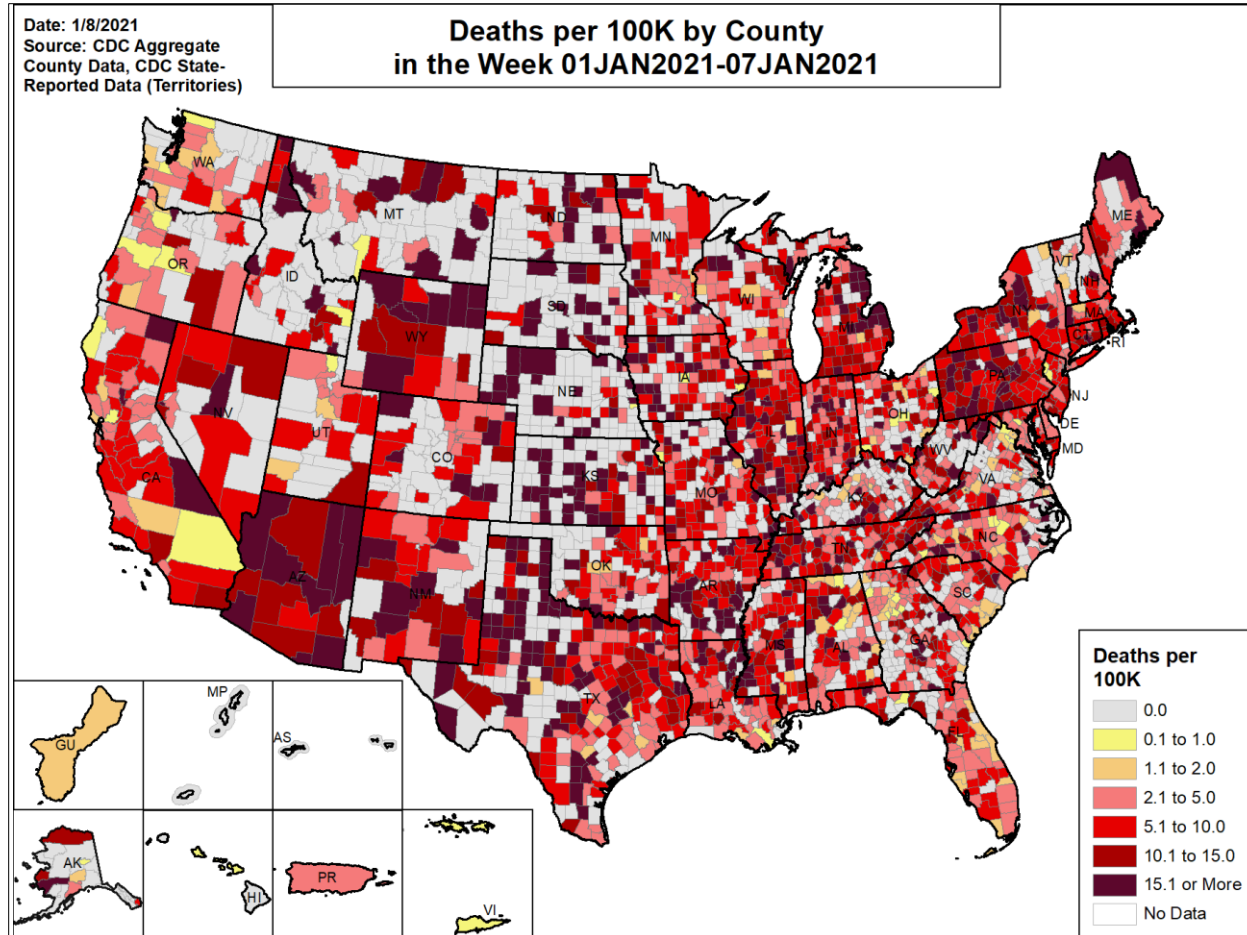 Date: 1/8/2021
Source: CDC Aggregate
County Data, CDC State-
Reported Data (Territories)
Deaths per 100K by County
in the Week 01JAN2021-07JAN2021
WA
MT
ND
MN
ME
OR
ID
SD
WI
VT
NH
WY
MI
NY
MA
CT
RI
NE
IA
PA
NV
UT
OH
NJ
IL
IN
DE
CO
WV
MD
CA
KS
MO
VA
KY
NC
OK
TN
AZ
NM
AR
SC
MS
AL
GA
TX
LA
FL
MP
GU
AS
AK
HI
PR
VI
Deaths per
100K
0.0
0.1 to 1.0
1.1 to 2.0
2.1 to 5.0
5.1 to 10.0
10.1 to 15.0
15.1 or More
No Data